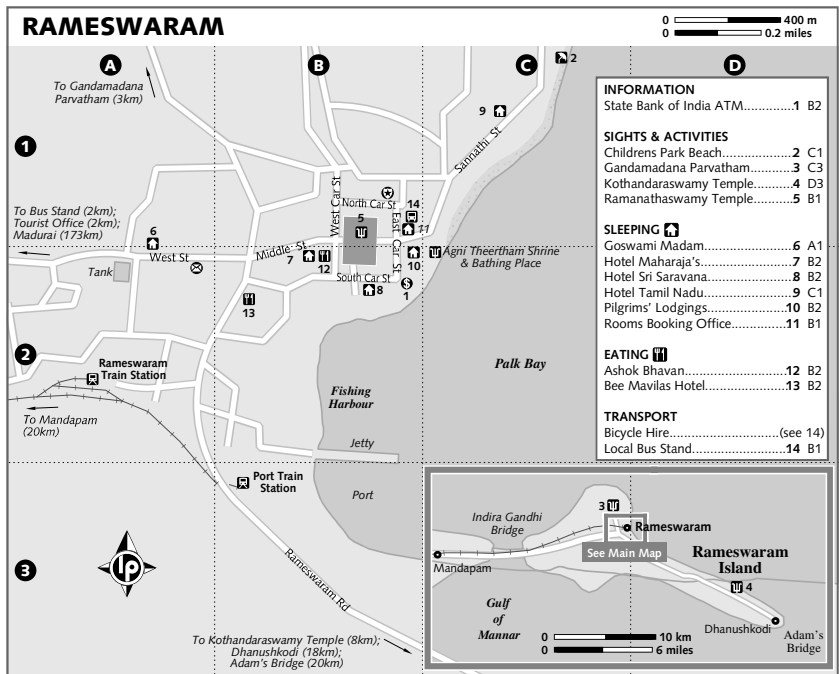 RAMESWARAM
0 400 m
0 0.2 miles
A
B
C
D
To Gandamadana
Parvatham (3km)
2
9
Sannathi St
1
To Bus Stand (2km);
Tourist Office (2km);
Madurai (173km)
6
West St
Tank
West Car St
North Car St
14
5
East Car St
11
Middle St
7
12
South Car St
8
10
1
Agni Theertham Shrine
& Bathing Place
13
2
Rameswaram
Train Station
To Mandapam
(20km)
Fishing
Harbour
Palk Bay
Jetty
Port Train
Station
Port
3
lp
Rameswaram Rd
To Kothandaraswamy Temple (8km);
Dhanushkodi (18km);
Adam's Bridge (20km)
INFORMATION
State Bank of India ATM..............1 B2
SIGHTS & ACTIVITIES
Childrens Park Beach...................2 C1
Gandamadana Parvatham..........3 C3
Kothandaraswamy Temple.........4 D3
Ramanathaswamy Temple..........5 B1
SLEEPING
Goswami Madam........................6 A1
Hotel Maharaja's.........................7 B2
Hotel Sri Saravana.......................8 B2
Hotel Tamil Nadu........................9 C1
Pilgrims' Lodgings.....................10 B2
Rooms Booking Office...............11 B1
EATING
Ashok Bhavan...........................12 B2
Bee Mavilas Hotel.....................13 B2
TRANSPORT
Bicycle Hire.........................(see 14)
Local Bus Stand.........................14 B1
3
Indira Gandhi
Bridge
Rameswaram
See Main Map
Mandapam
Rameswaram
Island
4
Gulf
of
Mannar
Dhanushkodi
Adam's
Bridge
0 10 km
0 6 miles